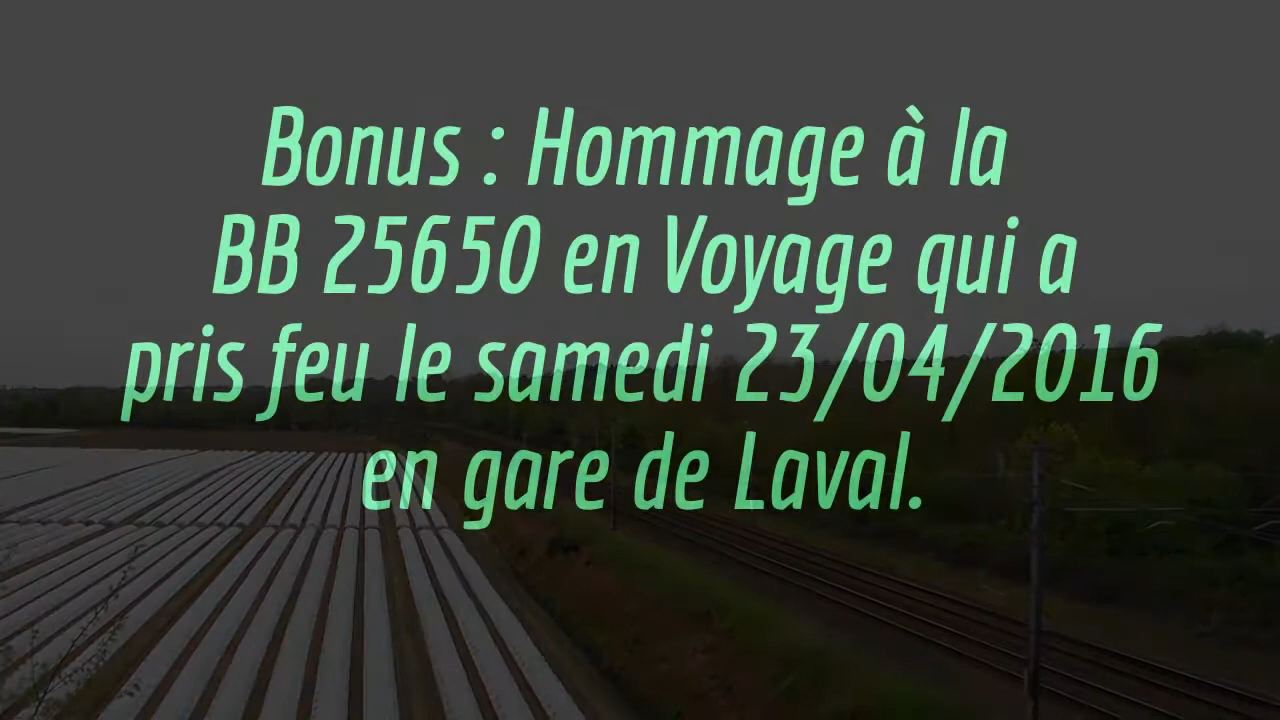 Bonus : Hommage à la
BB 25650 en Voyage qui a
pris feu le samedi 23/04/2016
en gare de Laval.